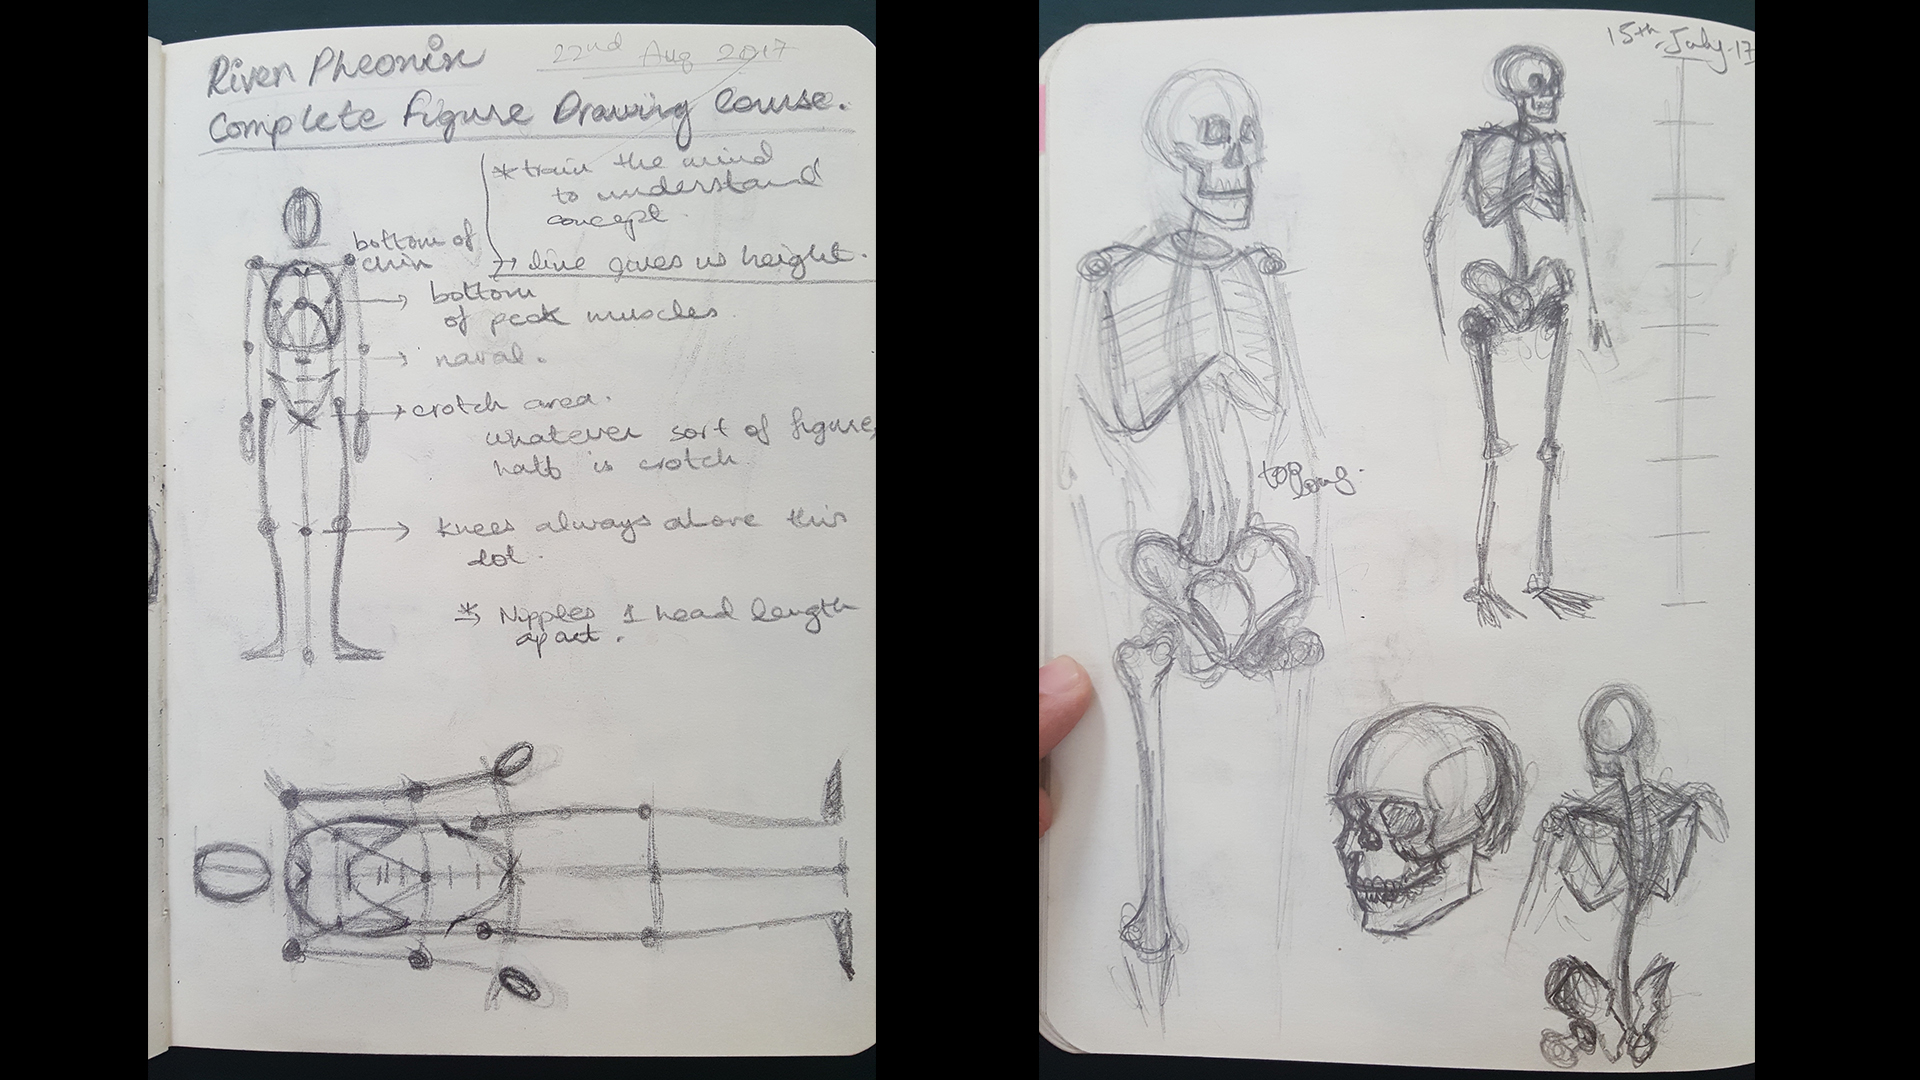 River Pheonix
22nd Aug 2017
Complete Figure Drawing Course.
* train the mind
to understand
concept.
→ line gives us height.
bottom of
chin
→ bottom
of peck muscles.
→ naval.
→ crotch area.
whatever sort of figure,
half is crotch
→ knees always above this
dot.
* Nipples 1 head length
apart.
15th July 17
too
long.